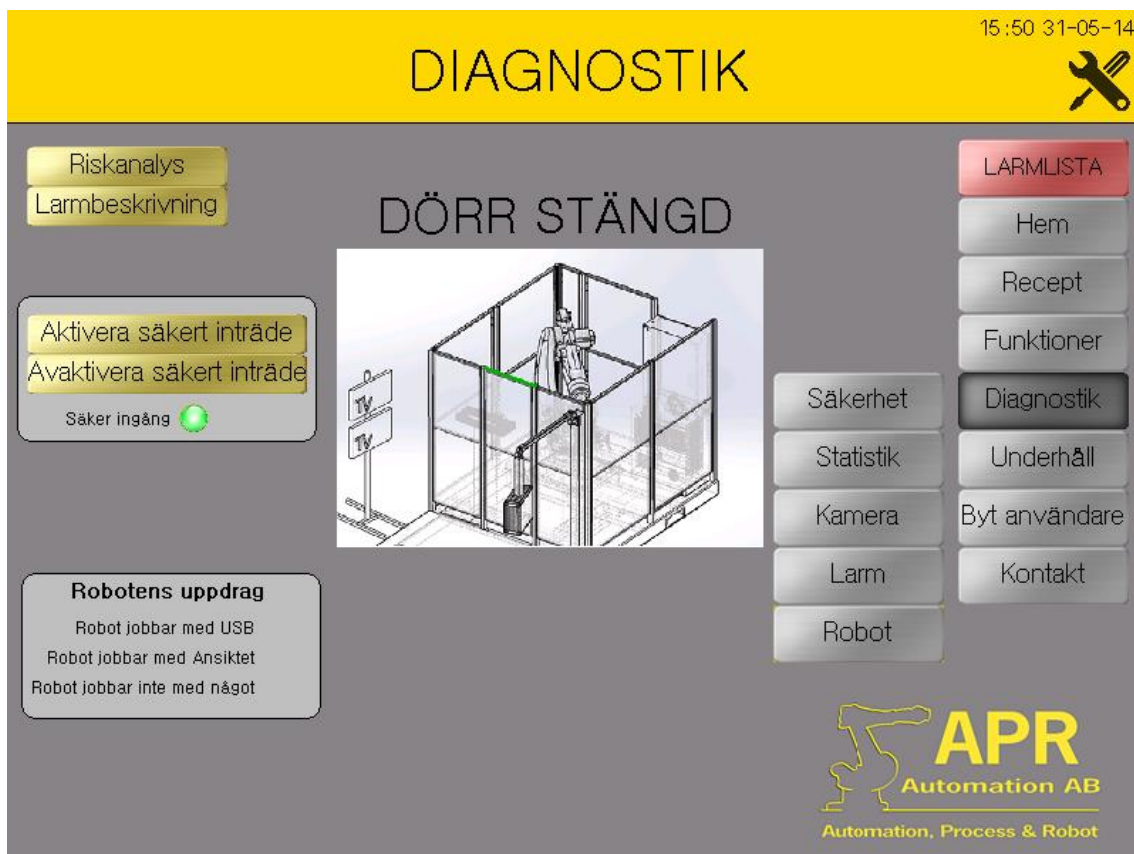 15:50 31-05-14
DIAGNOSTIK
Riskanalys
Larmbeskrivning
DÖRR STÄNGD
Aktivera säkert inträde
Avaktivera säkert inträde
Säker ingång
TV
TV
Robotens uppdrag
Robot jobbar med USB
Robot jobbar med Ansiktet
Robot jobbar inte med något
Säkerhet
Statistik
Kamera
Larm
Robot
LARMLISTA
Hem
Recept
Funktioner
Diagnostik
Underhåll
Byt användare
Kontakt
APR
Automation AB
Automation, Process & Robot